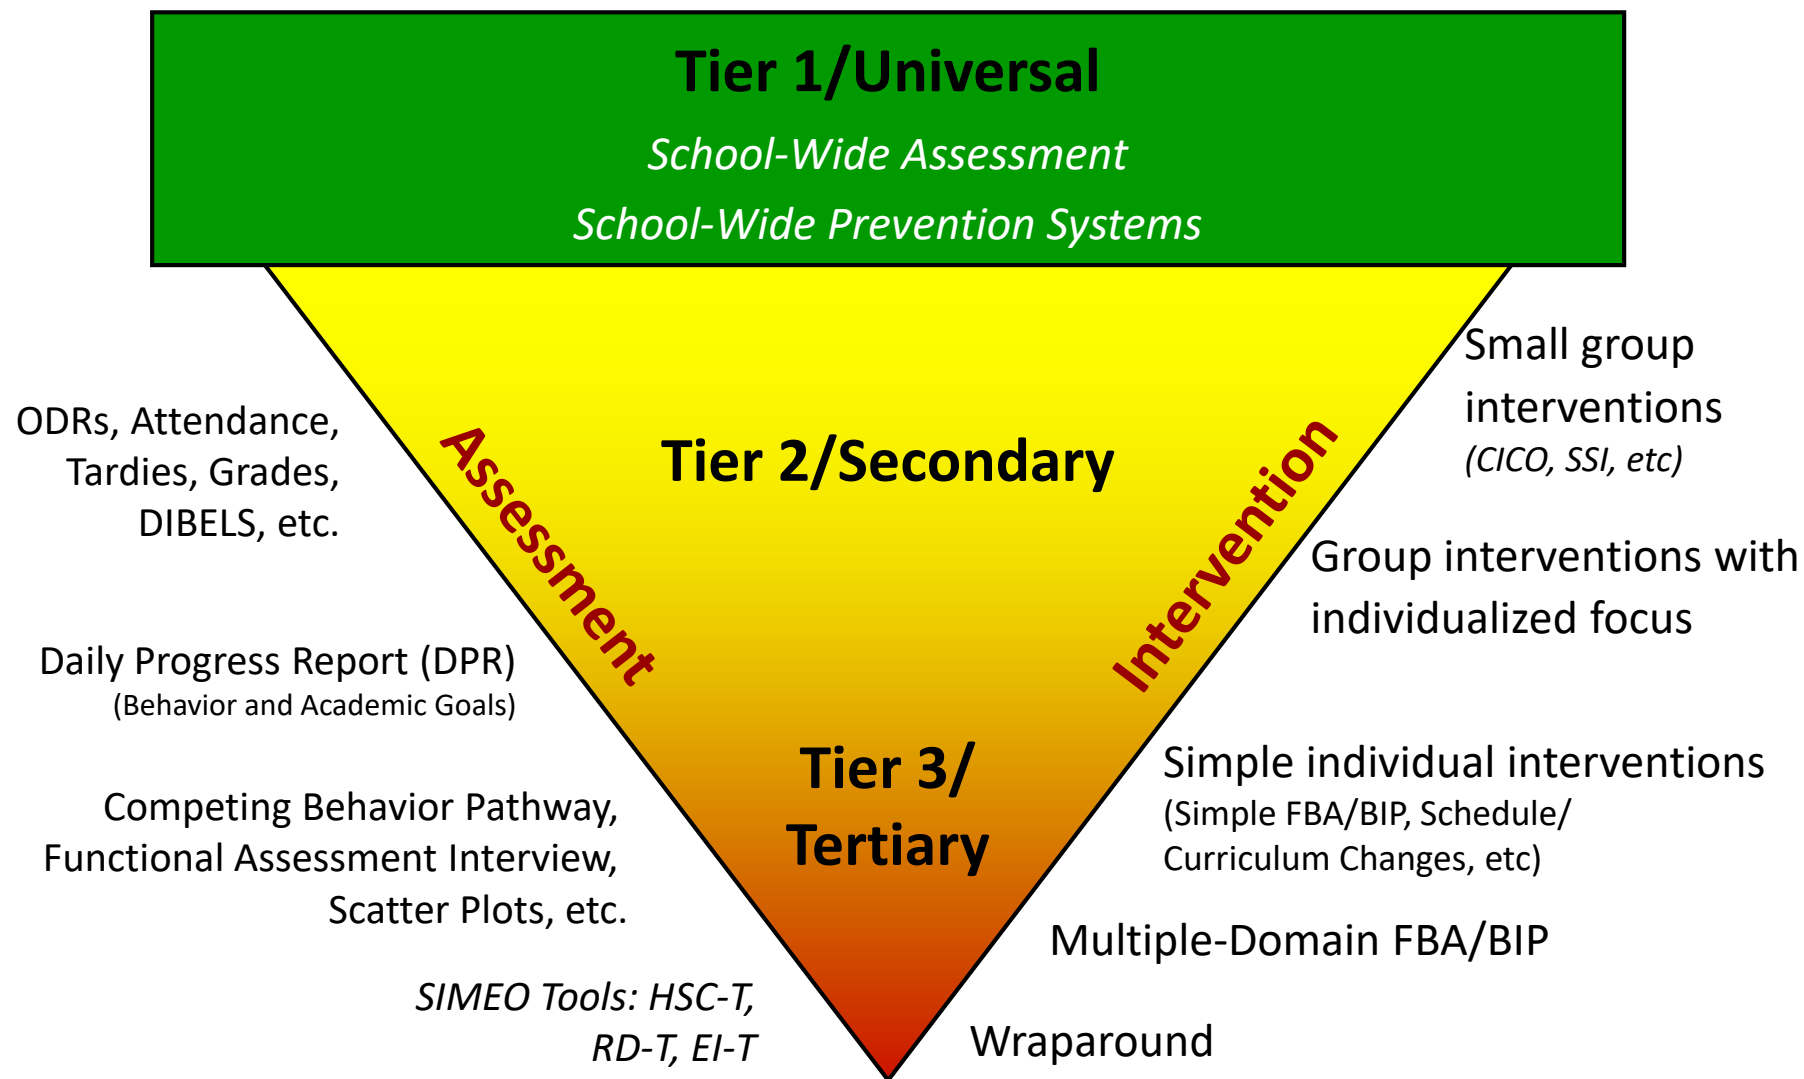 Tier 1/Universal
School-Wide Assessment
School-Wide Prevention Systems
ODRs, Attendance,
Tardies, Grades,
DIBELS, etc.
Daily Progress Report (DPR)
(Behavior and Academic Goals)
Competing Behavior Pathway,
Functional Assessment Interview,
Scatter Plots, etc.
SIMEO Tools: HSC-T,
RD-T, EI-T
Assessment
Tier 2/Secondary
Tier 3/
Tertiary
Intervention
Small group
interventions
(CICO, SSI, etc)
Group interventions with
individualized focus
Simple individual interventions
(Simple FBA/BIP, Schedule/
Curriculum Changes, etc)
Multiple-Domain FBA/BIP
Wraparound